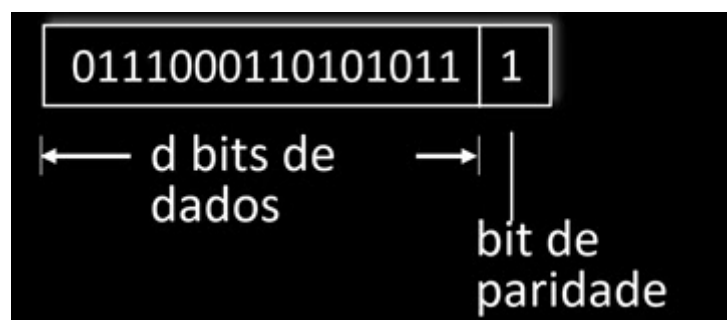 0111000110101011 1
d bits de
dados
bit de
paridade